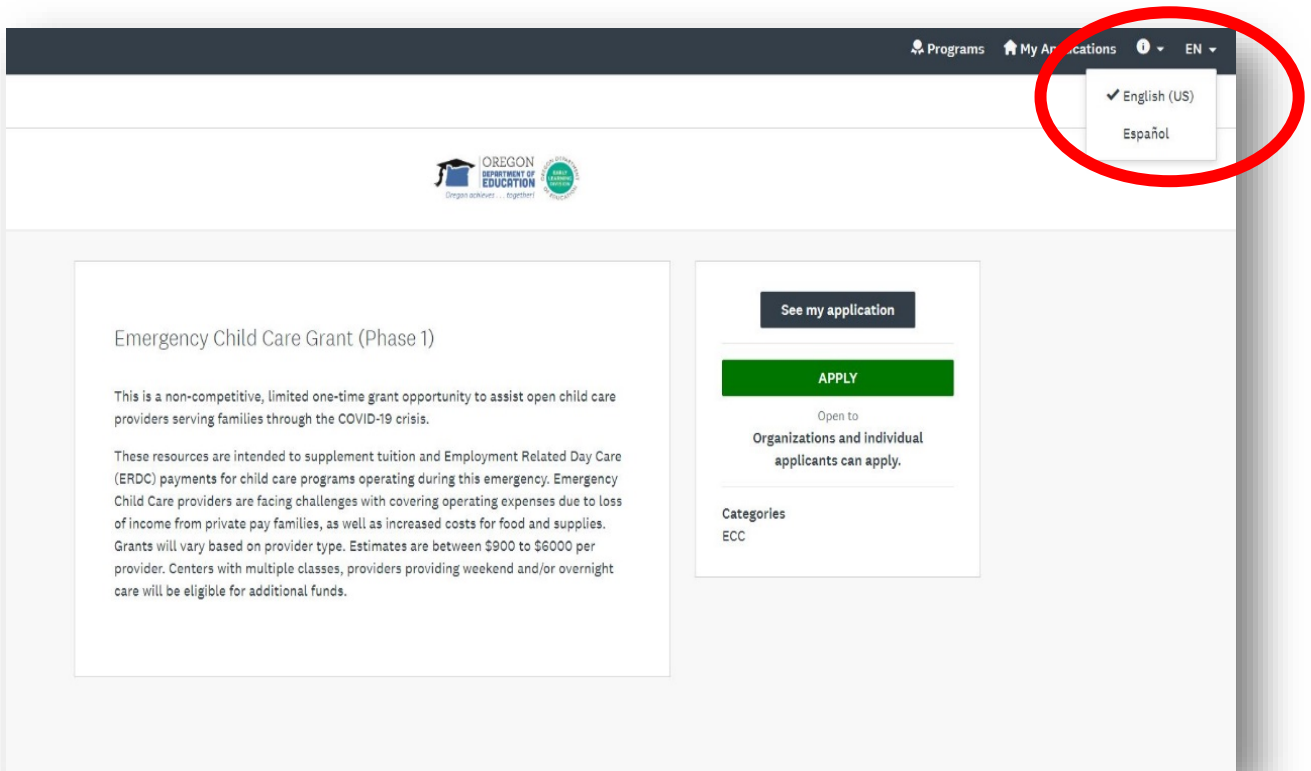 Programs My Applications EN
English (US)
Español
OREGON
DEPARTMENT OF
EDUCATION
Oregon achieves . . . together!
EARLY
LEARNING
DIVISION
Emergency Child Care Grant (Phase 1)
This is a non-competitive, limited one-time grant opportunity to assist open child care
providers serving families through the COVID-19 crisis.
These resources are intended to supplement tuition and Employment Related Day Care
(ERDC) payments for child care programs operating during this emergency. Emergency
Child Care providers are facing challenges with covering operating expenses due to loss
of income from private pay families, as well as increased costs for food and supplies.
Grants will vary based on provider type. Estimates are between $900 to $6000 per
provider. Centers with multiple classes, providers providing weekend and/or overnight
care will be eligible for additional funds.
See my application
APPLY
Open to
Organizations and individual
applicants can apply.
Categories
ECC